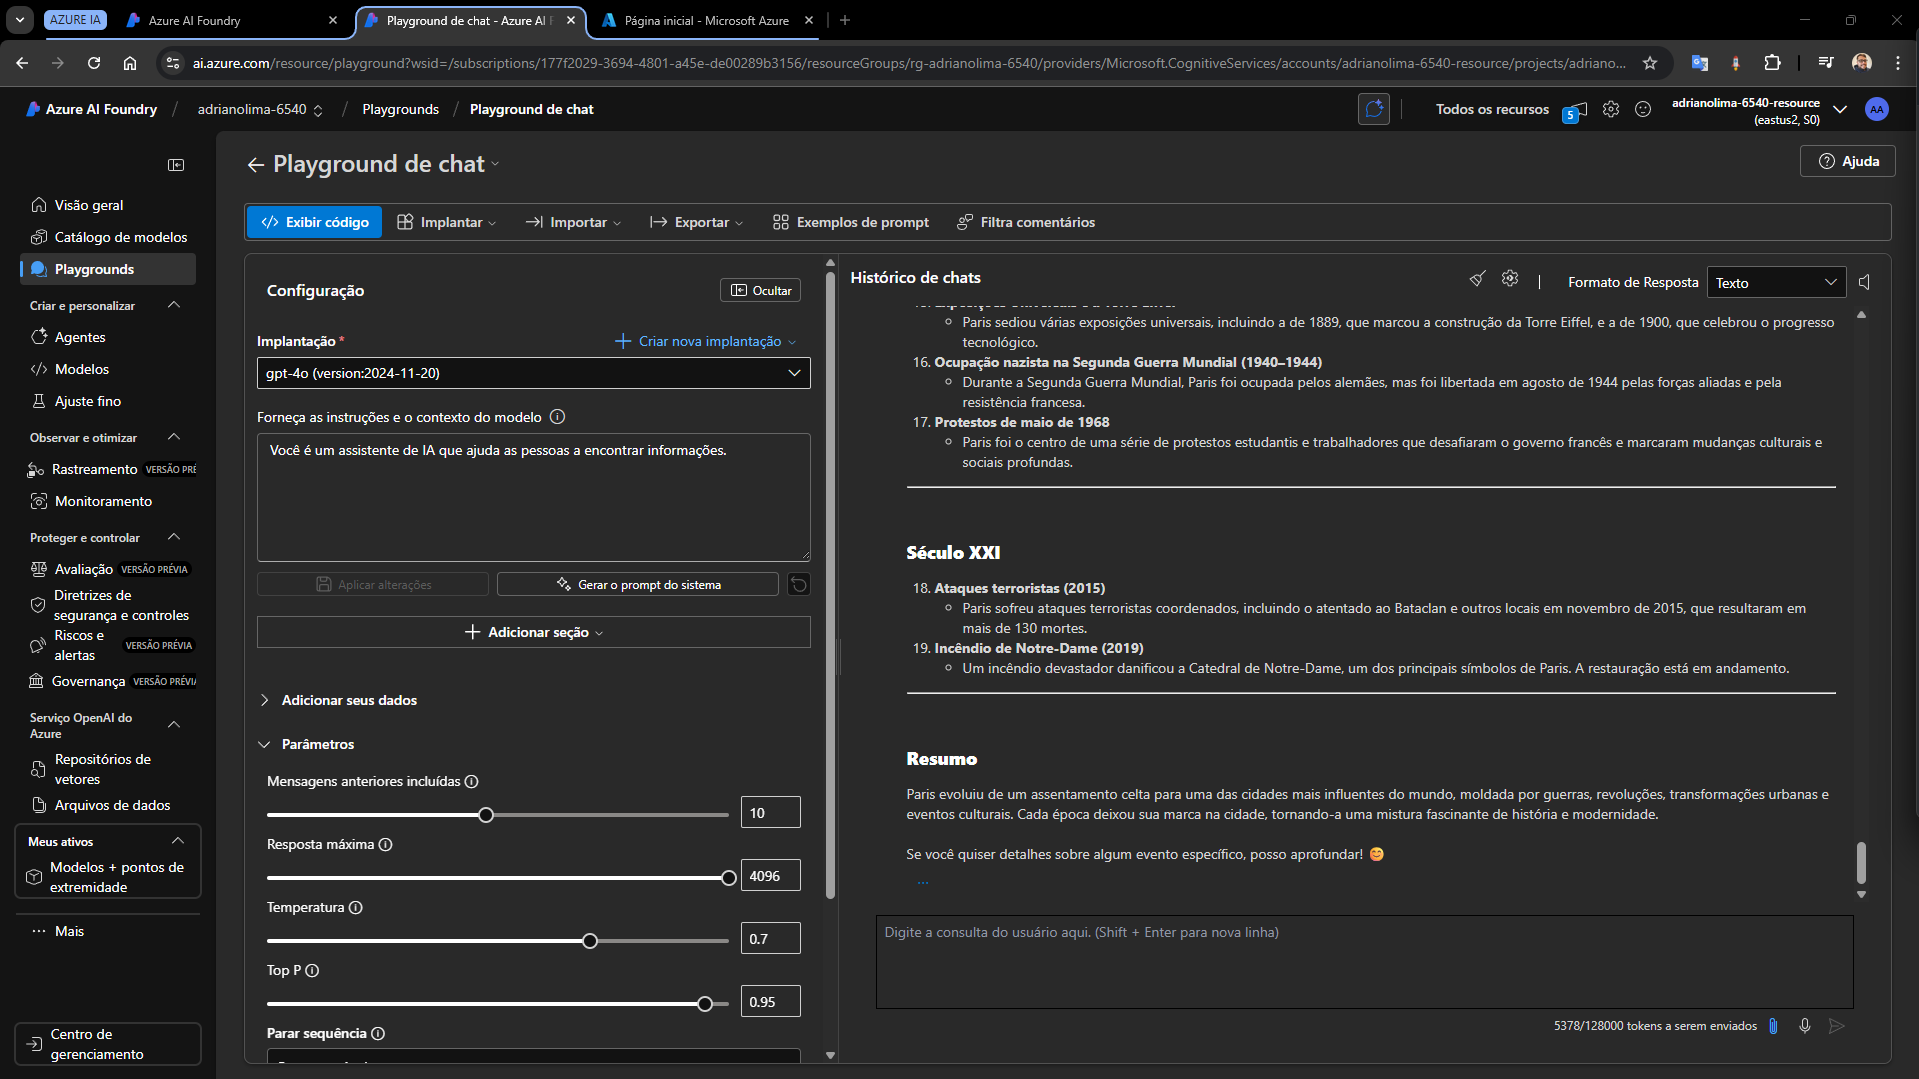 AZURE IA
Azure AI Foundry
Playground de chat - Azure AI F
Página inicial - Microsoft Azure
ai.azure.com/resource/playground?wsid=/subscriptions/177f2029-3694-4801-a45e-de00289b3156/resourceGroups/rg-adrianolima-6540/providers/Microsoft.CognitiveServices/accounts/adrianolima-6540-resource/projects/adriano...
Azure AI Foundry / adrianolima-6540 / Playgrounds / Playground de chat
Todos os recursos
5
adrianolima-6540-resource
(eastus2, S0)
AA
Playground de chat
Ajuda
Visão geral
Catálogo de modelos
Playgrounds
Criar e personalizar
Agentes
Modelos
Ajuste fino
Observar e otimizar
Rastreamento VERSÃO PRÉ
Monitoramento
Proteger e controlar
Avaliação VERSÃO PRÉVIA
Diretrizes de
segurança e controles
Riscos e
alertas VERSÃO PRÉVIA
Governança VERSÃO PRÉVIA
Serviço OpenAI do
Azure
Repositórios de
vetores
Arquivos de dados
Meus ativos
Modelos + pontos de
extremidade
Mais
Centro de
gerenciamento
Exibir código
Implantar
Importar
Exportar
Exemplos de prompt
Filtra comentários
Configuração
Ocultar
Implantação *
Criar nova implantação
gpt-4o (version:2024-11-20)
Forneça as instruções e o contexto do modelo
Você é um assistente de IA que ajuda as pessoas a encontrar informações.
Aplicar alterações
Gerar o prompt do sistema
Adicionar seção
Adicionar seus dados
Parâmetros
Mensagens anteriores incluídas
10
Resposta máxima
4096
Temperatura
0.7
Top P
0.95
Parar sequência
Histórico de chats
Formato de Resposta
Texto
Paris sediou várias exposições universais, incluindo a de 1889, que marcou a construção da Torre Eiffel, e a de 1900, que celebrou o progresso
tecnológico.
16. Ocupação nazista na Segunda Guerra Mundial (1940–1944)
Durante a Segunda Guerra Mundial, Paris foi ocupada pelos alemães, mas foi libertada em agosto de 1944 pelas forças aliadas e pela
resistência francesa.
17. Protestos de maio de 1968
Paris foi o centro de uma série de protestos estudantis e trabalhadores que desafiaram o governo francês e marcaram mudanças culturais e
sociais profundas.
Século XXI
18. Ataques terroristas (2015)
Paris sofreu ataques terroristas coordenados, incluindo o atentado ao Bataclan e outros locais em novembro de 2015, que resultaram em
mais de 130 mortes.
19. Incêndio de Notre-Dame (2019)
Um incêndio devastador danificou a Catedral de Notre-Dame, um dos principais símbolos de Paris. A restauração está em andamento.
Resumo
Paris evoluiu de um assentamento celta para uma das cidades mais influentes do mundo, moldada por guerras, revoluções, transformações urbanas e
eventos culturais. Cada época deixou sua marca na cidade, tornando-a uma mistura fascinante de história e modernidade.
Se você quiser detalhes sobre algum evento específico, posso aprofundar! 😊
...
Digite a consulta do usuário aqui. (Shift + Enter para nova linha)
5378/128000 tokens a serem enviados